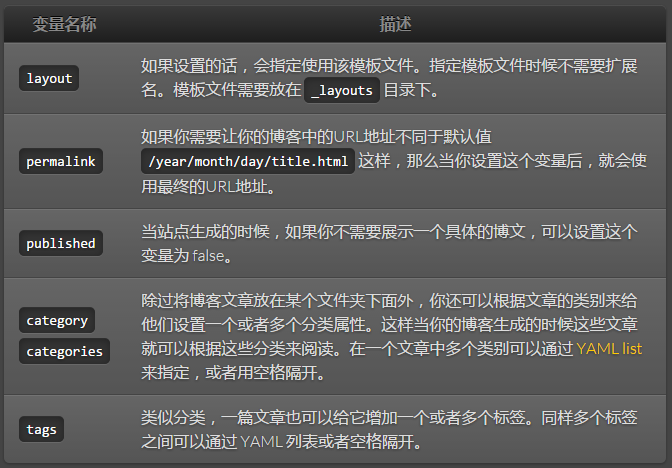 变量名称 描述
layout
如果设置的话，会指定使用该模板文件。指定模板文件时候不需要扩展
名。模板文件需要放在 _layouts 目录下。
permalink
如果你需要让你的博客中的URL地址不同于默认值
/year/month/day/title.html 这样，那么当你设置这个变量后，就会使
用最终的URL地址。
published
当站点生成的时候，如果你不需要展示一个具体的博文，可以设置这个
变量为 false。
category
categories
除过将博客文章放在某个文件夹下面外，你还可以根据文章的类别来给
他们设置一个或者多个分类属性。这样当你的博客生成的时候这些文章
就可以根据这些分类来阅读。在一个文章中多个类别可以通过 YAML list
来指定，或者用空格隔开。
tags
类似分类，一篇文章也可以给它增加一个或者多个标签。同样多个标签
之间可以通过 YAML 列表或者空格隔开。